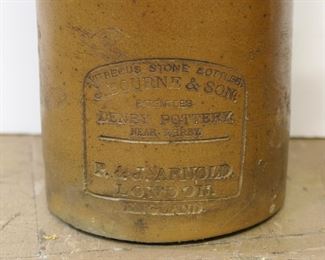 VITREOUS STONE BOTTLES
J. BOURNE & SON,
PATENTEES
DENBY POTTERY,
NEAR DERBY.
P. & J. ARNOLD,
LONDON.
ENGLAND